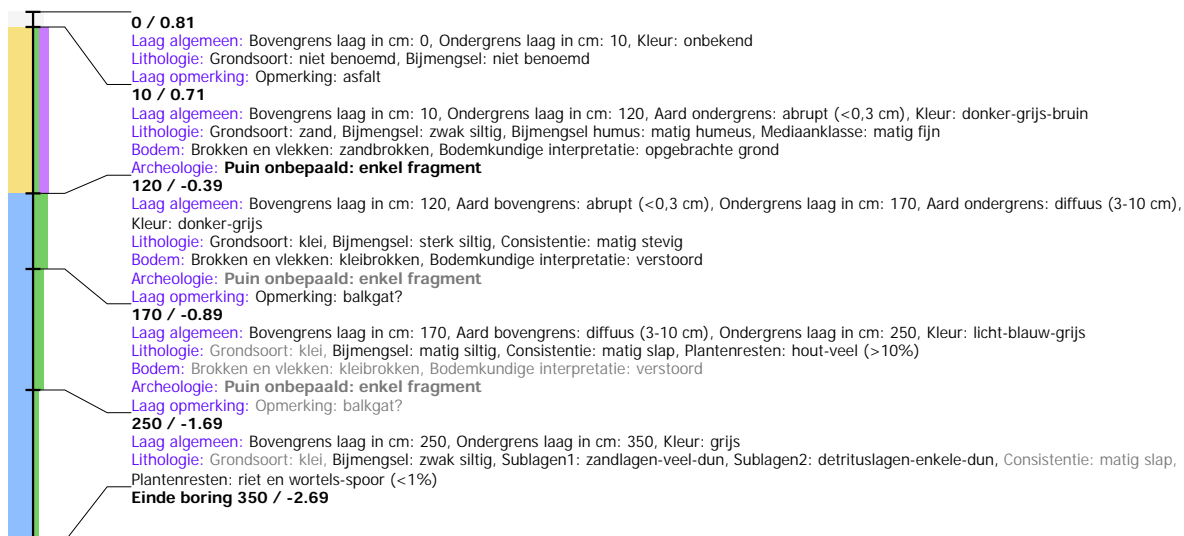 0 / 0.81
Laag algemeen: Bovengrens laag in cm: 0, Ondergrens laag in cm: 10, Kleur: onbekend
Lithologie: Grondsoort: niet benoemd, Bijmengsel: niet benoemd
Laag opmerking: Opmerking: asfalt
10 / 0.71
Laag algemeen: Bovengrens laag in cm: 10, Ondergrens laag in cm: 120, Aard ondergrens: abrupt (<0,3 cm), Kleur: donker-grijs-bruin
Lithologie: Grondsoort: zand, Bijmengsel: zwak siltig, Bijmengsel humus: matig humeus, Mediaanklasse: matig fijn
Bodem: Brokken en vlekken: zandbrokken, Bodemkundige interpretatie: opgebrachte grond
Archeologie: Puin onbepaald: enkel fragment
120 / -0.39
Laag algemeen: Bovengrens laag in cm: 120, Aard bovengrens: abrupt (<0,3 cm), Ondergrens laag in cm: 170, Aard ondergrens: diffuus (3-10 cm),
Kleur: donker-grijs
Lithologie: Grondsoort: klei, Bijmengsel: sterk siltig, Consistentie: matig stevig
Bodem: Brokken en vlekken: kleibrokken, Bodemkundige interpretatie: verstoord
Archeologie: Puin onbepaald: enkel fragment
Laag opmerking: Opmerking: balkgat?
170 / -0.89
Laag algemeen: Bovengrens laag in cm: 170, Aard bovengrens: diffuus (3-10 cm), Ondergrens laag in cm: 250, Kleur: licht-blauw-grijs
Lithologie: Grondsoort: klei, Bijmengsel: matig siltig, Consistentie: matig slap, Plantenresten: hout-veel (>10%)
Bodem: Brokken en vlekken: kleibrokken, Bodemkundige interpretatie: verstoord
Archeologie: Puin onbepaald: enkel fragment
Laag opmerking: Opmerking: balkgat?
250 / -1.69
Laag algemeen: Bovengrens laag in cm: 250, Ondergrens laag in cm: 350, Kleur: grijs
Lithologie: Grondsoort: klei, Bijmengsel: zwak siltig, Sublagen1: zandlagen-veel-dun, Sublagen2: detrituslagen-enkele-dun, Consistentie: matig slap,
Plantenresten: riet en wortels-spoor (<1%)
Einde boring 350 / -2.69